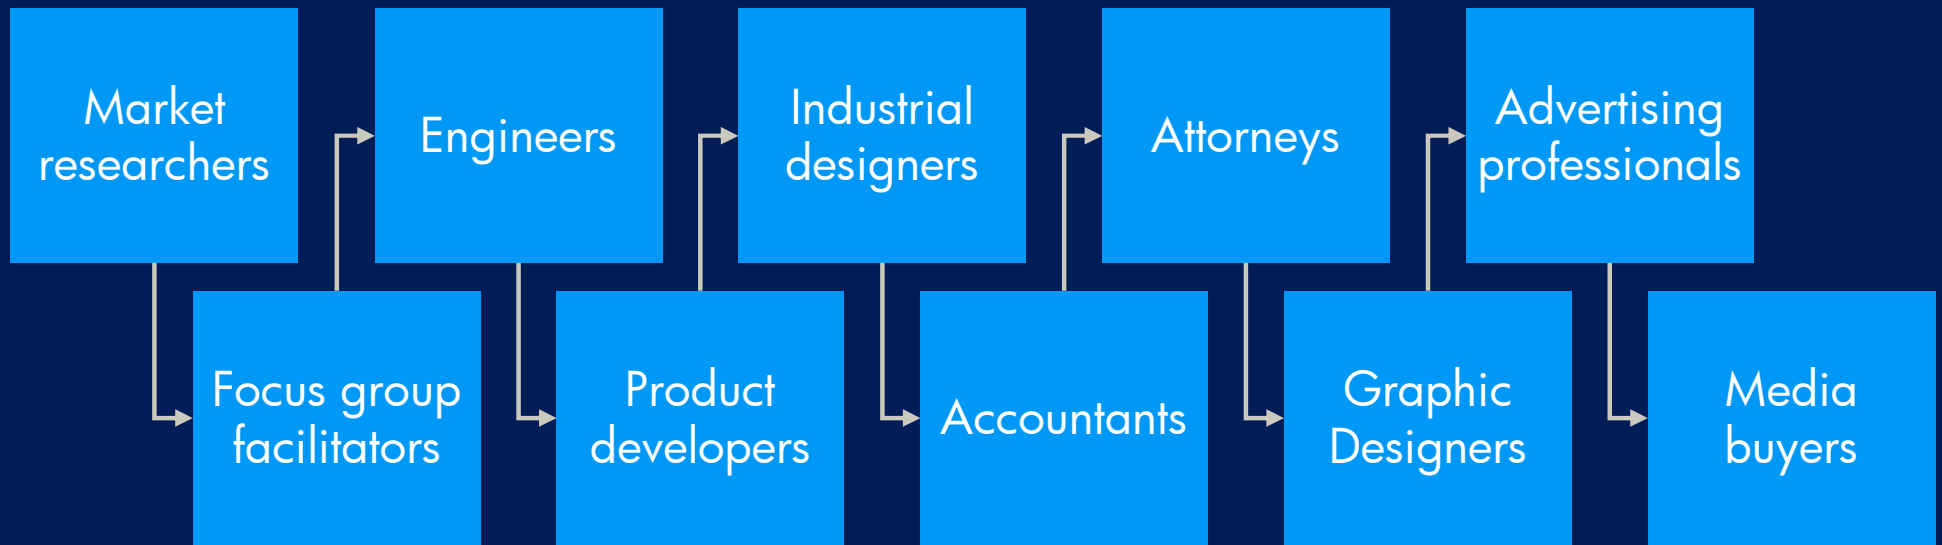 Market
researchers
Focus group
facilitators
Engineers
Product
developers
Industrial
designers
Accountants
Attorneys
Graphic
Designers
Advertising
professionals
Media
buyers